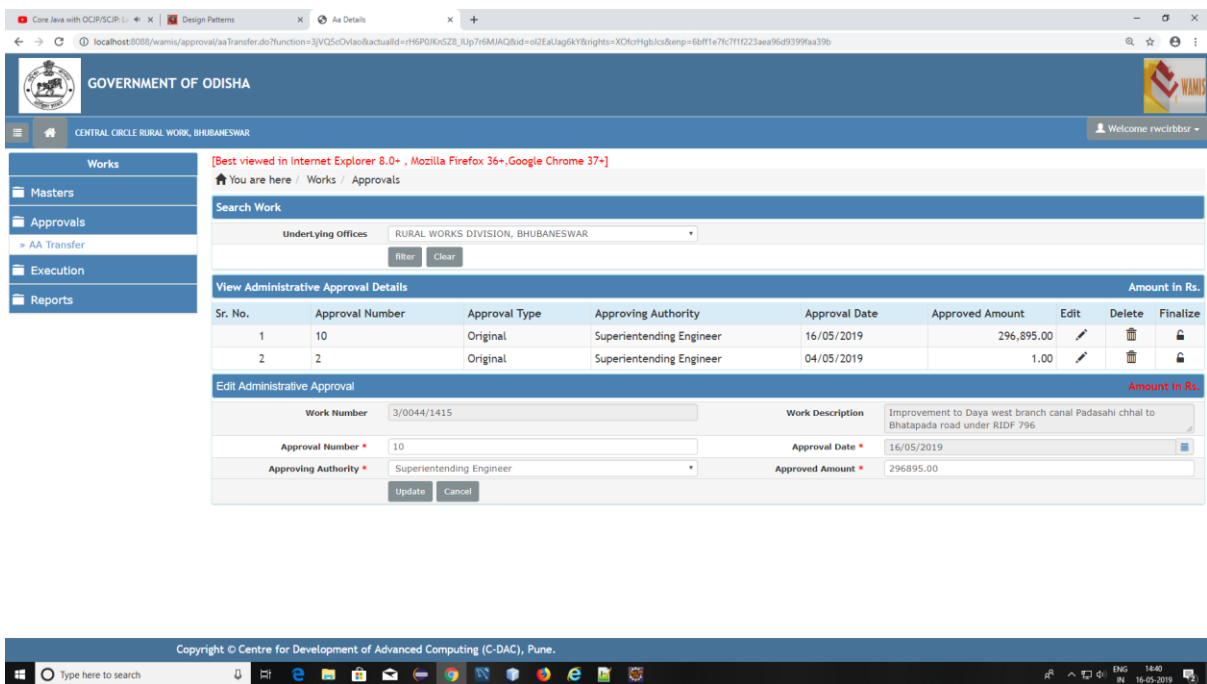 Core Java with OCJP/SCJP: L
Design Patterns
Aa Details
localhost:8088/wamis/approval/aaTransfer.do?function=3jVQ5cOvlao&actualId=rH6P0JKnSZ8_IUp7r6MJAQ&id=ol2EaUag6kY&rights=XOfcrHgbJcs&enp=6bff1e7fc7f1f223aea96d9399faa39b
GOVERNMENT OF ODISHA
WAMIS
CENTRAL CIRCLE RURAL WORK, BHUBANESWAR
Welcome rwcirbbsr
Works
Masters
Approvals
» AA Transfer
Execution
Reports
[Best viewed in Internet Explorer 8.0+ , Mozilla Firefox 36+,Google Chrome 37+]
You are here / Works / Approvals
Search Work
UnderLying Offices RURAL WORKS DIVISION, BHUBANESWAR
filter Clear
View Administrative Approval Details Amount in Rs.
Sr. No. Approval Number Approval Type Approving Authority Approval Date Approved Amount Edit Delete Finalize
1 10 Original Superientending Engineer 16/05/2019 296,895.00
2 2 Original Superientending Engineer 04/05/2019 1.00
Edit Administrative Approval Amount in Rs.
Work Number 3/0044/1415 Work Description Improvement to Daya west branch canal Padasahi chhal to
Bhatapada road under RIDF 796
Approval Number * 10 Approval Date * 16/05/2019
Approving Authority * Superientending Engineer Approved Amount * 296895.00
Update Cancel
Copyright © Centre for Development of Advanced Computing (C-DAC), Pune.
Type here to search
ENG 14:40
IN 16-05-2019